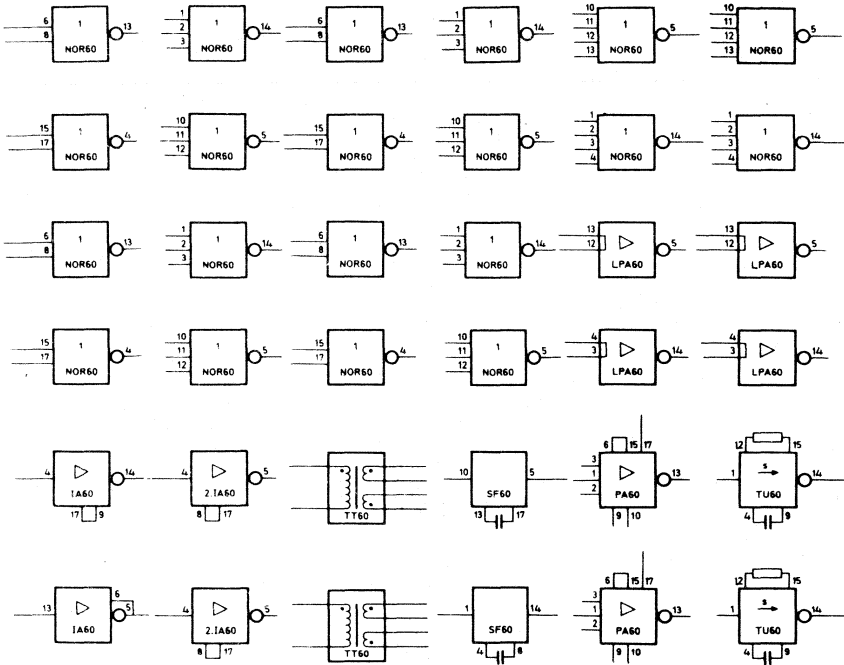 6 1 13 1 1 14 6 1 13 1 1 14 10 5 10 5
8 2 8 2 11 1 11 1
3 3 12 12
NOR60 NOR60 NOR60 NOR60 13 NOR60 13 NOR60
15 1 4 10 1 5 15 1 4 10 1 5 1 1 14 1 1 14
17 11 17 11 2 2
12 12 3 3
NOR60 NOR60 NOR60 NOR60 4 NOR60 4 NOR60
6 1 13 1 1 14 6 1 13 1 1 14 13 5 13 5
8 2 8 2 12 12
3 3
NOR60 NOR60 NOR60 NOR60 LPA60 LPA60
15 1 4 10 1 5 15 1 4 10 1 5 4 14 4 14
17 11 17 11 3 3
12 12
NOR60 NOR60 NOR60 NOR60 LPA60 LPA60
6 15 17 12 15
4 14 4 5 10 5 3 1 2 13 1 s 14
IA60 2.IA60 TT60 SF60 PA60 TU60
17 9 8 17 13 17 9 10 4 9
6 15 17 12 15
13 6 5 4 5 1 14 3 1 2 13 1 s 14
IA60 2.IA60 TT60 SF60 PA60 TU60
8 17 4 8 9 10 4 9